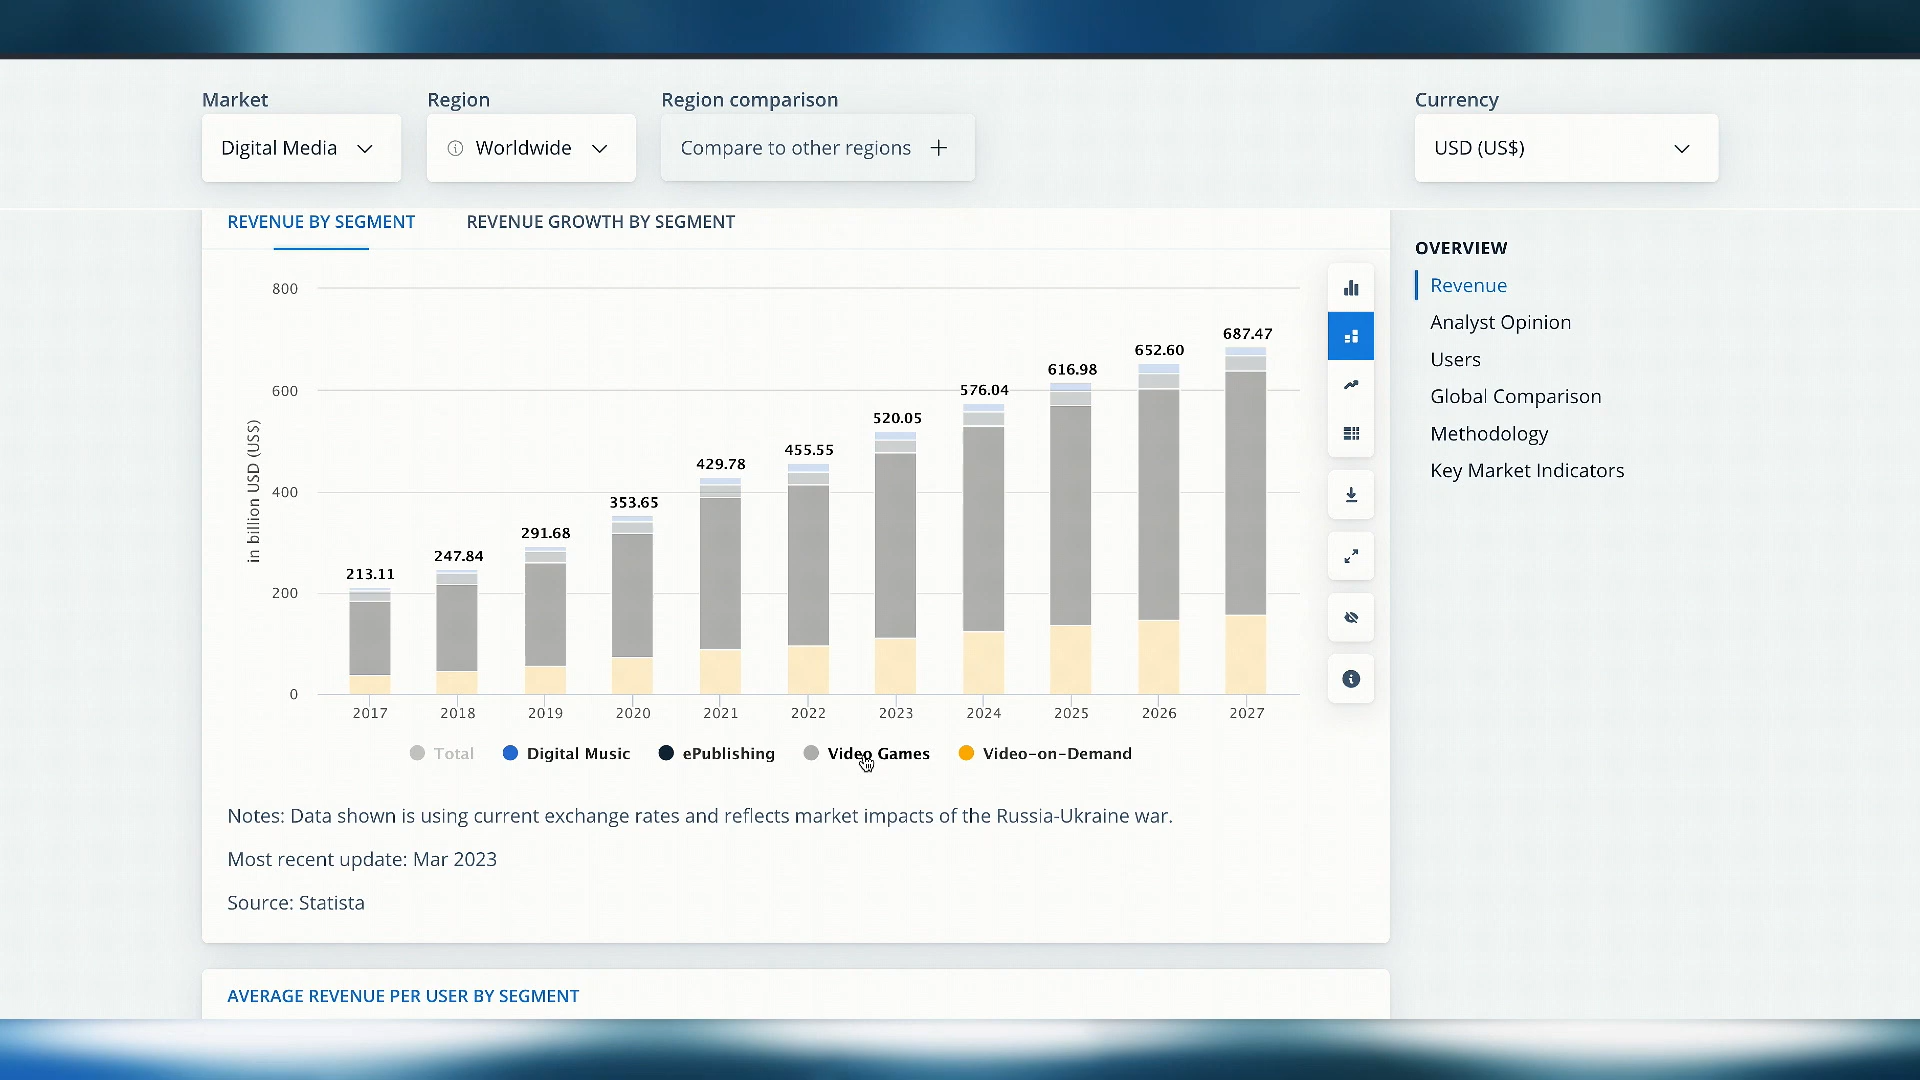 Market
Region
Region comparison
Currency
Digital Media
Worldwide
Compare to other regions
USD (US$)
REVENUE BY SEGMENT
REVENUE GROWTH BY SEGMENT
OVERVIEW
Revenue
Analyst Opinion
Users
Global Comparison
Methodology
Key Market Indicators
in billion USD (US$)
800
600
400
200
0
213.11
247.84
291.68
353.65
429.78
455.55
520.05
576.04
616.98
652.60
687.47
2017
2018
2019
2020
2021
2022
2023
2024
2025
2026
2027
Total
Digital Music
ePublishing
Video Games
Video-on-Demand
Notes: Data shown is using current exchange rates and reflects market impacts of the Russia-Ukraine war.
Most recent update: Mar 2023
Source: Statista
AVERAGE REVENUE PER USER BY SEGMENT